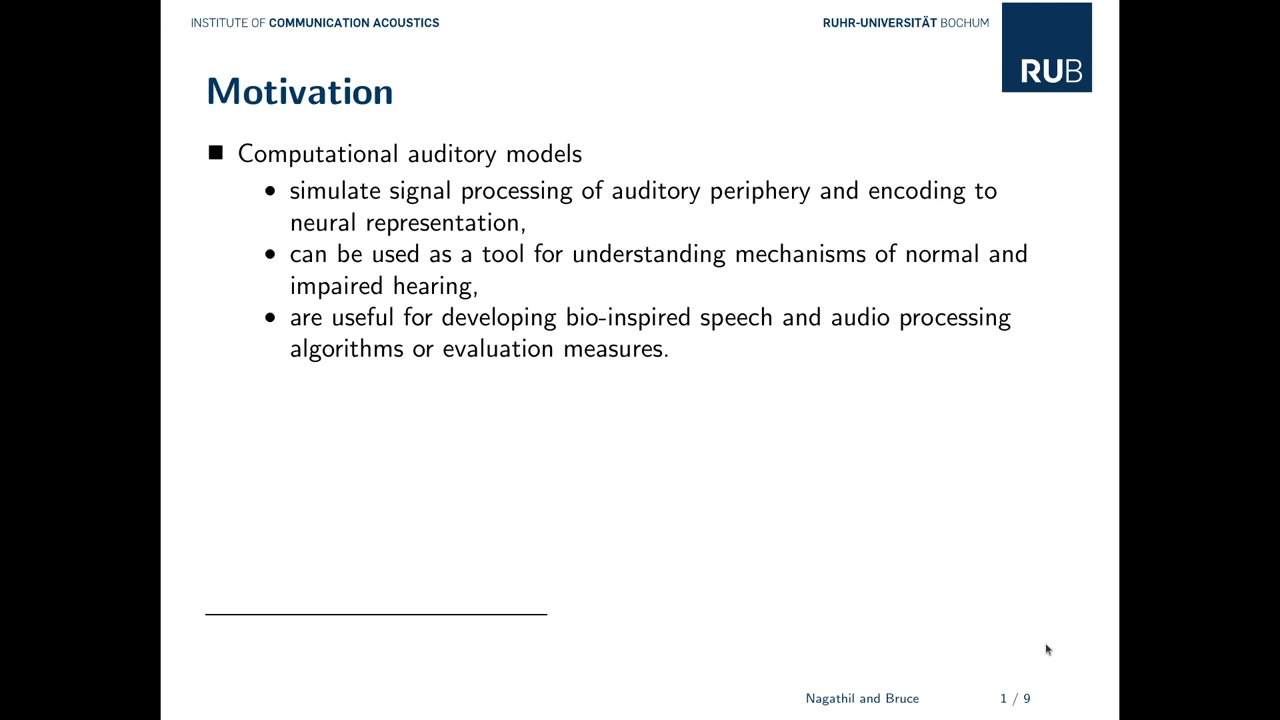 INSTITUTE OF COMMUNICATION ACOUSTICS
RUHR-UNIVERSITÄT BOCHUM
RUB
Motivation
Computational auditory models
simulate signal processing of auditory periphery and encoding to
neural representation,
can be used as a tool for understanding mechanisms of normal and
impaired hearing,
are useful for developing bio-inspired speech and audio processing
algorithms or evaluation measures.
Nagathil and Bruce
1 / 9